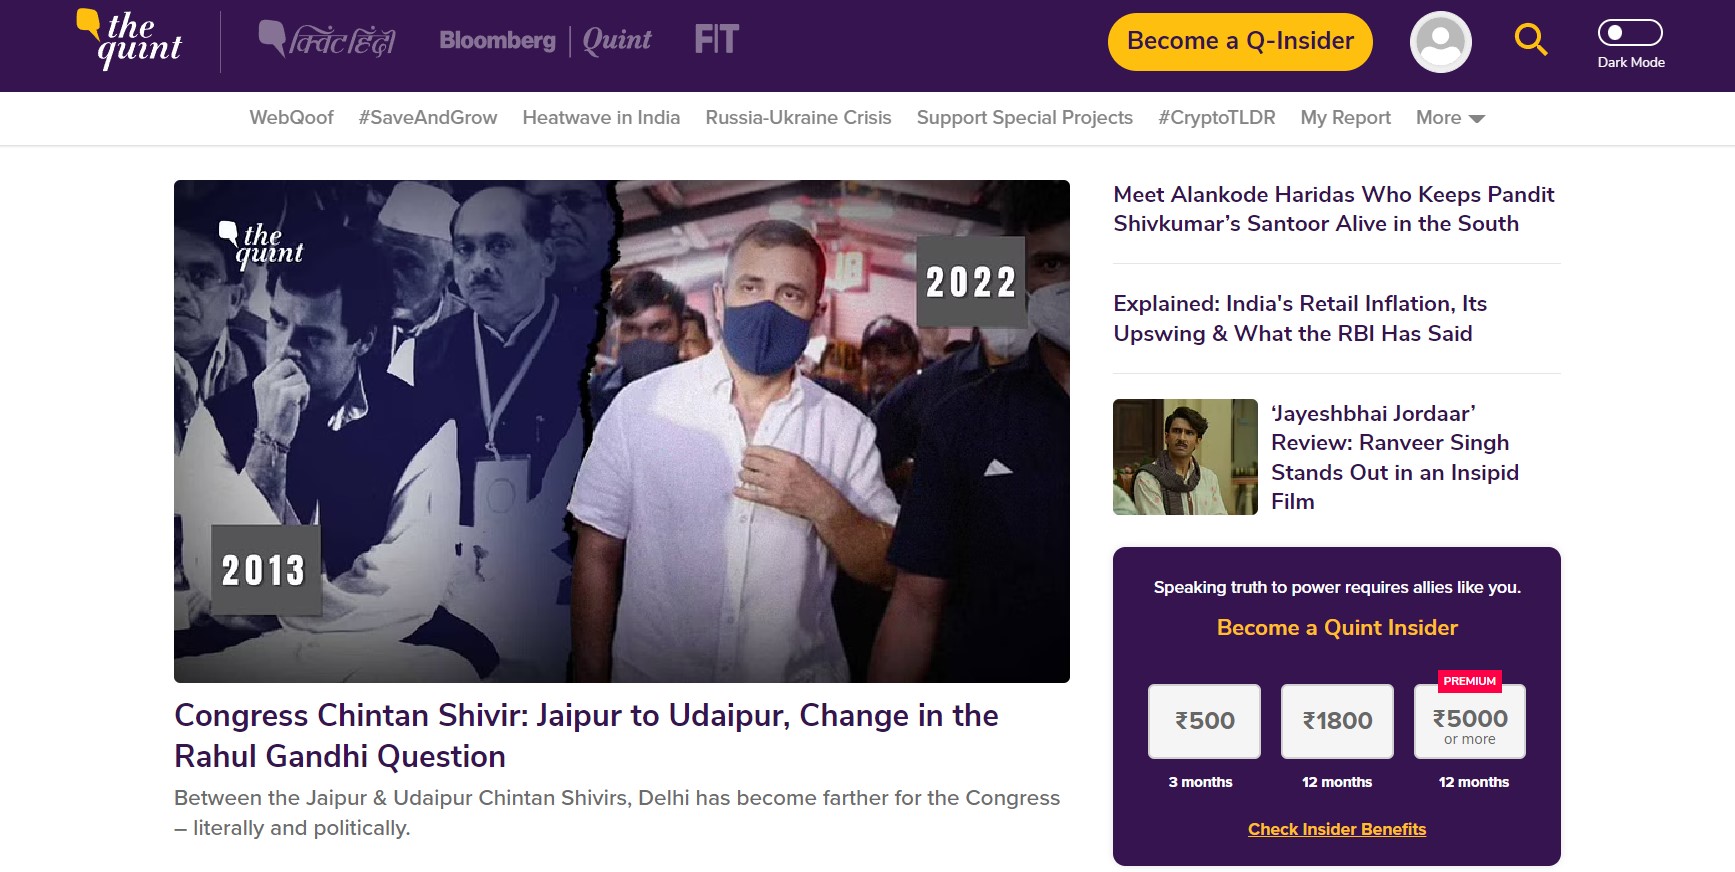 the
quint
क्विंट हिंदी
Bloomberg | Quint
FIT
Become a Q-Insider
Dark Mode
WebQoof
#SaveAndGrow
Heatwave in India
Russia-Ukraine Crisis
Support Special Projects
#CryptoTLDR
My Report
More
the
quint
2022
2013
Congress Chintan Shivir: Jaipur to Udaipur, Change in the
Rahul Gandhi Question
Between the Jaipur & Udaipur Chintan Shivirs, Delhi has become farther for the Congress
– literally and politically.
Meet Alankode Haridas Who Keeps Pandit
Shivkumar’s Santoor Alive in the South
Explained: India's Retail Inflation, Its
Upswing & What the RBI Has Said
‘Jayeshbhai Jordaar’
Review: Ranveer Singh
Stands Out in an Insipid
Film
Speaking truth to power requires allies like you.
Become a Quint Insider
PREMIUM
₹500
₹1800
₹5000
or more
3 months
12 months
12 months
Check Insider Benefits